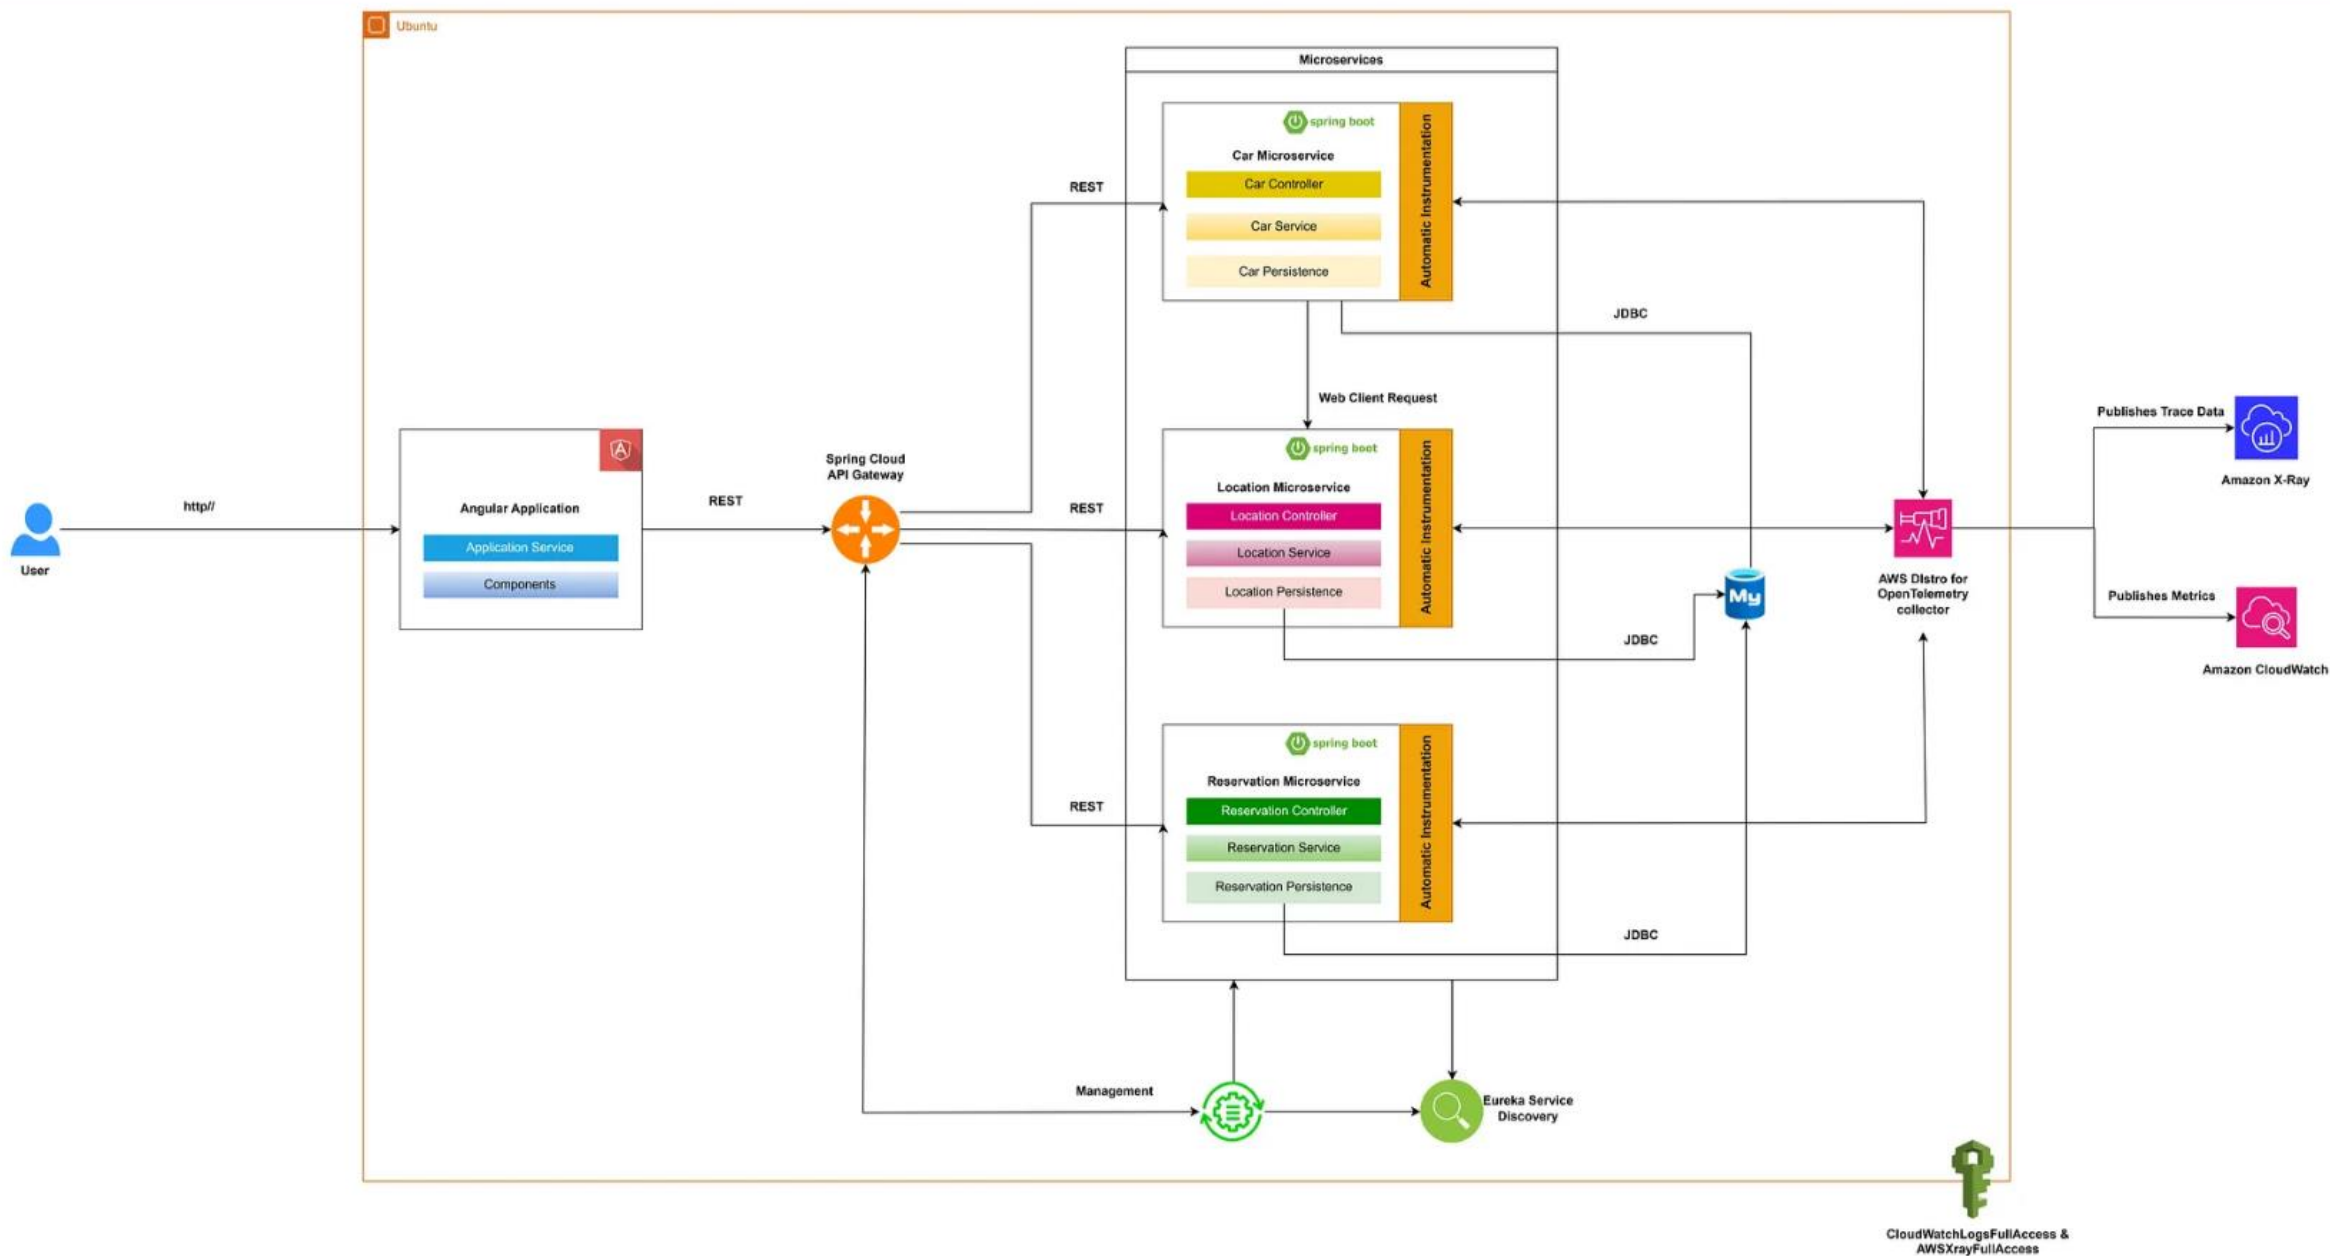 Ubuntu
Microservices
spring boot
Car Microservice
Car Controller
Car Service
Car Persistence
Automatic Instrumentation
REST
JDBC
Web Client Request
Publishes Trace Data
Amazon X-Ray
spring boot
Location Microservice
Location Controller
Location Service
Location Persistence
Automatic Instrumentation
Spring Cloud
API Gateway
REST
REST
http//
User
Angular Application
Application Service
Components
A
My
JDBC
AWS DIstro for
OpenTelemetry
collector
Publishes Metrics
Amazon CloudWatch
spring boot
Reservation Microservice
Reservation Controller
Reservation Service
Reservation Persistence
Automatic Instrumentation
REST
JDBC
Management
Eureka Service
Discovery
CloudWatchLogsFullAccess &
AWSXrayFullAccess